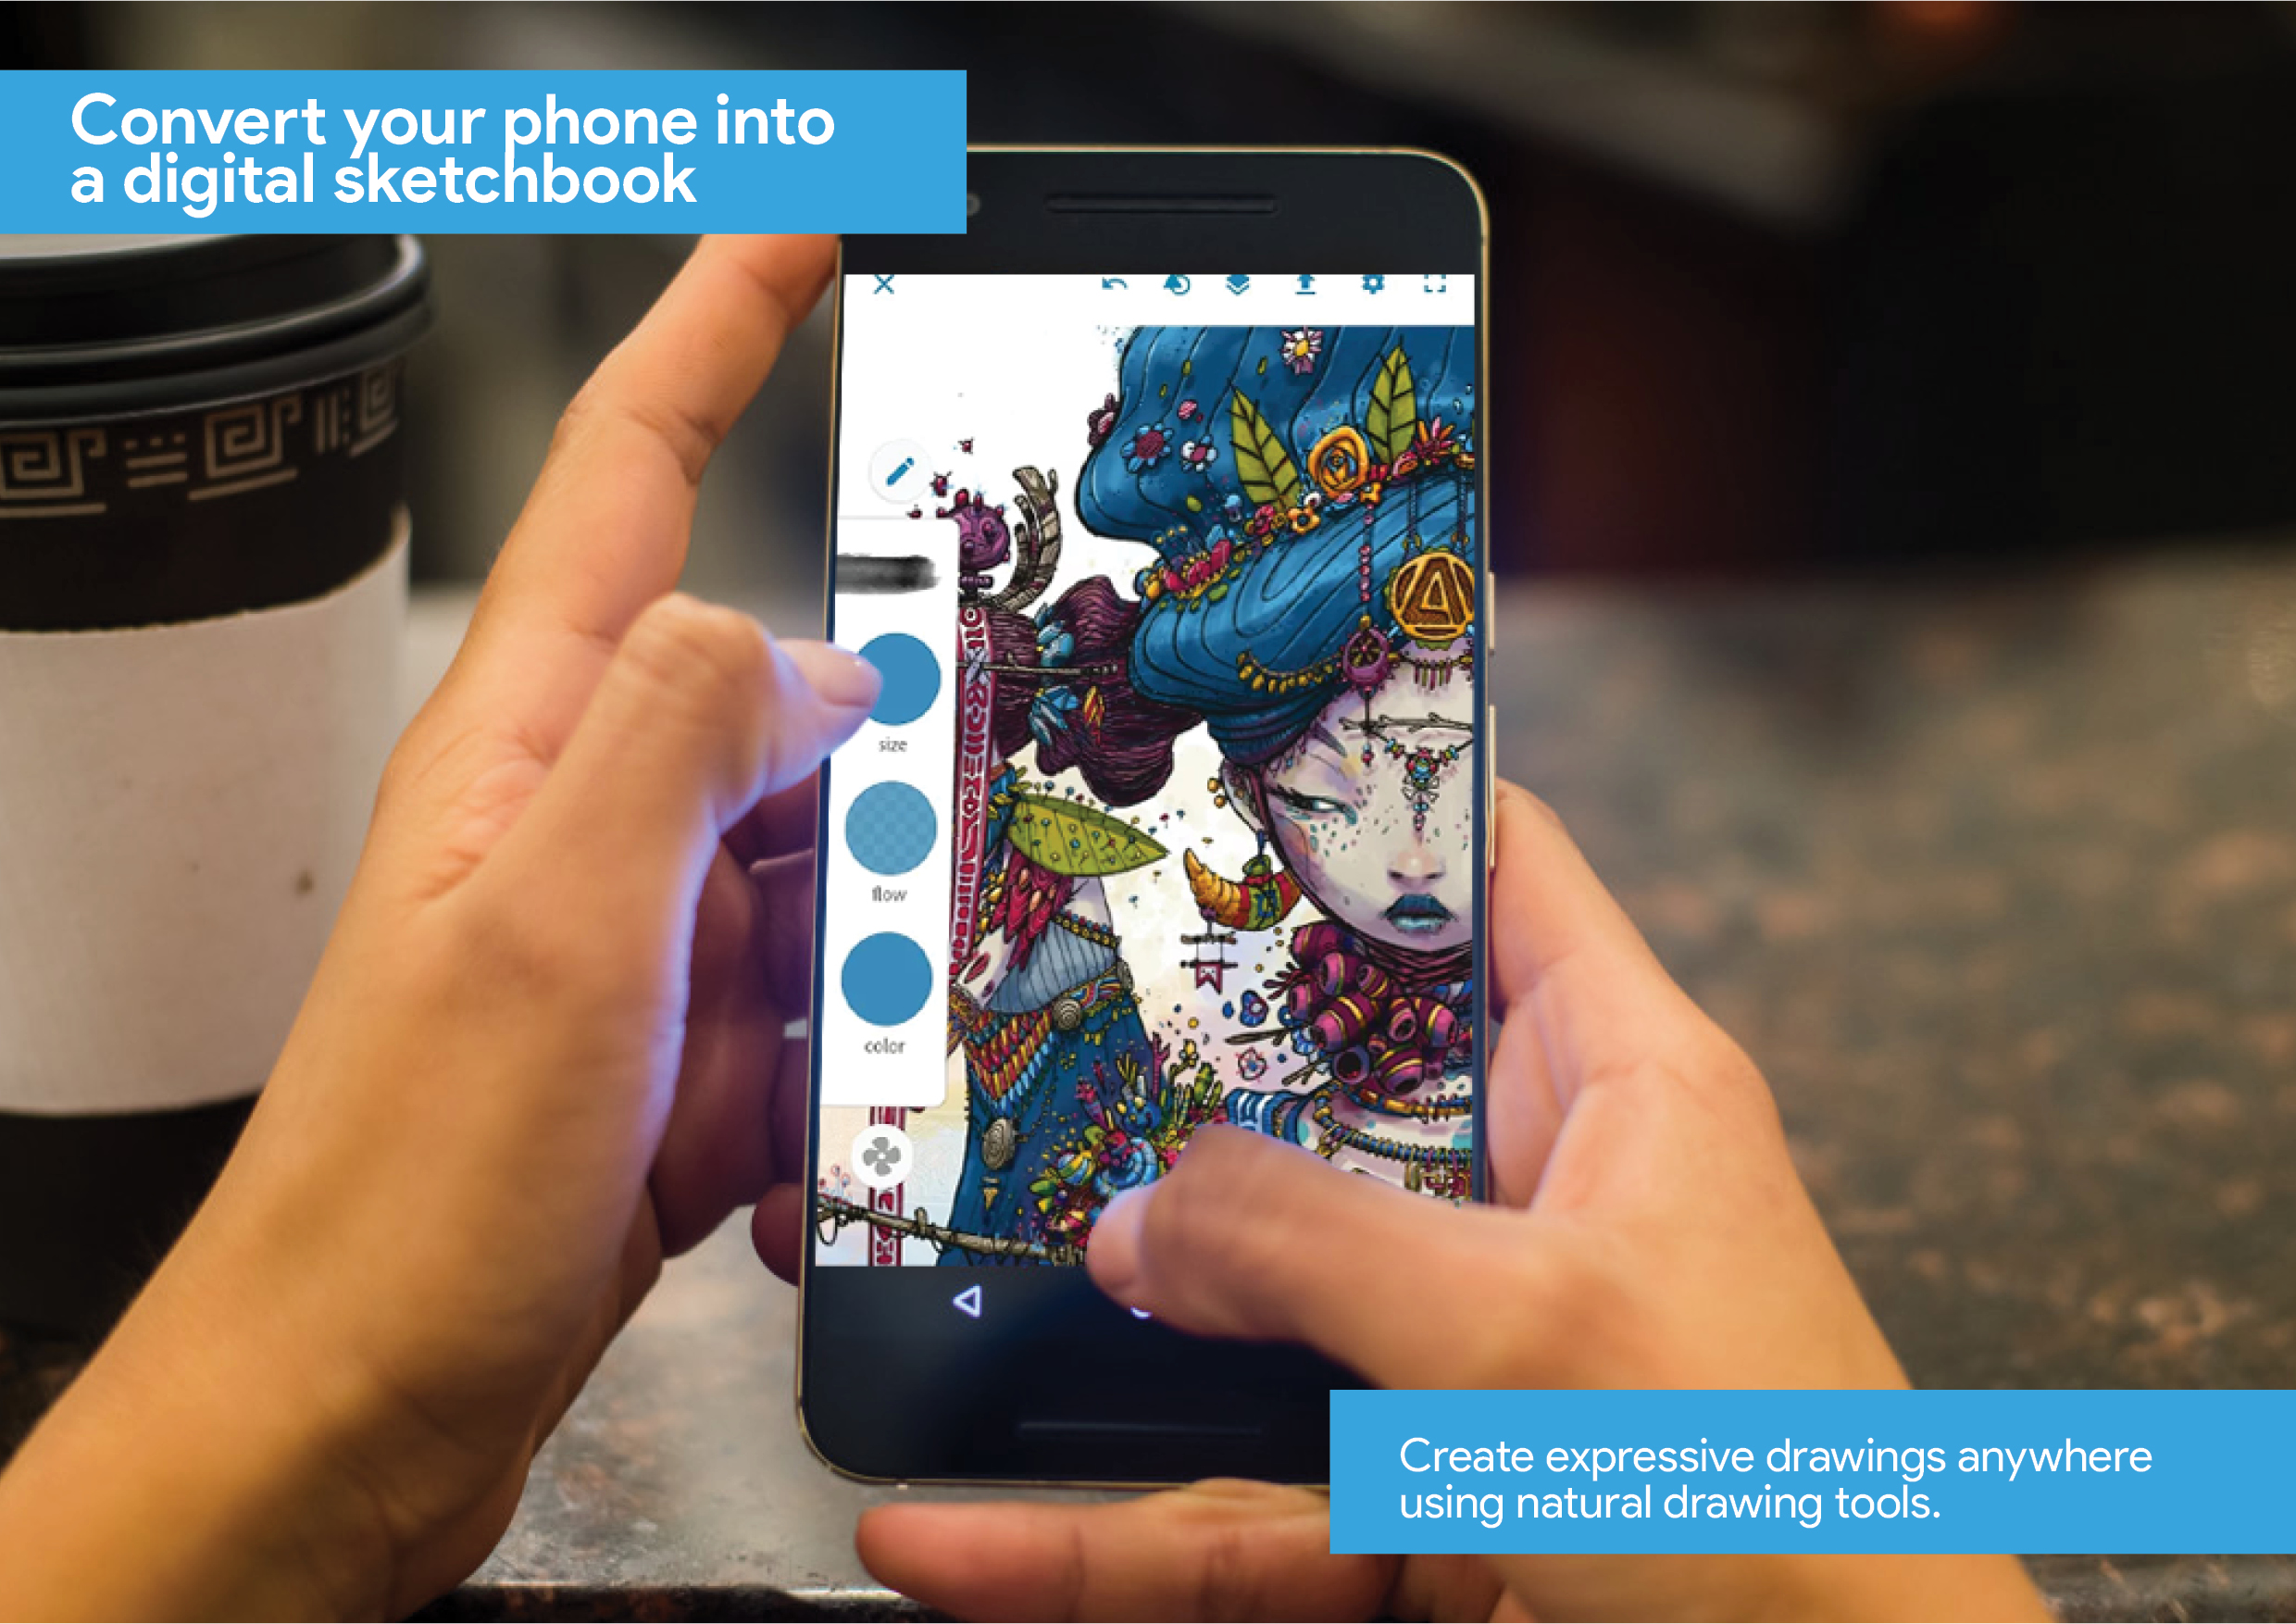 Convert your phone into
a digital sketchbook
size
flow
color
Create expressive drawings anywhere
using natural drawing tools.